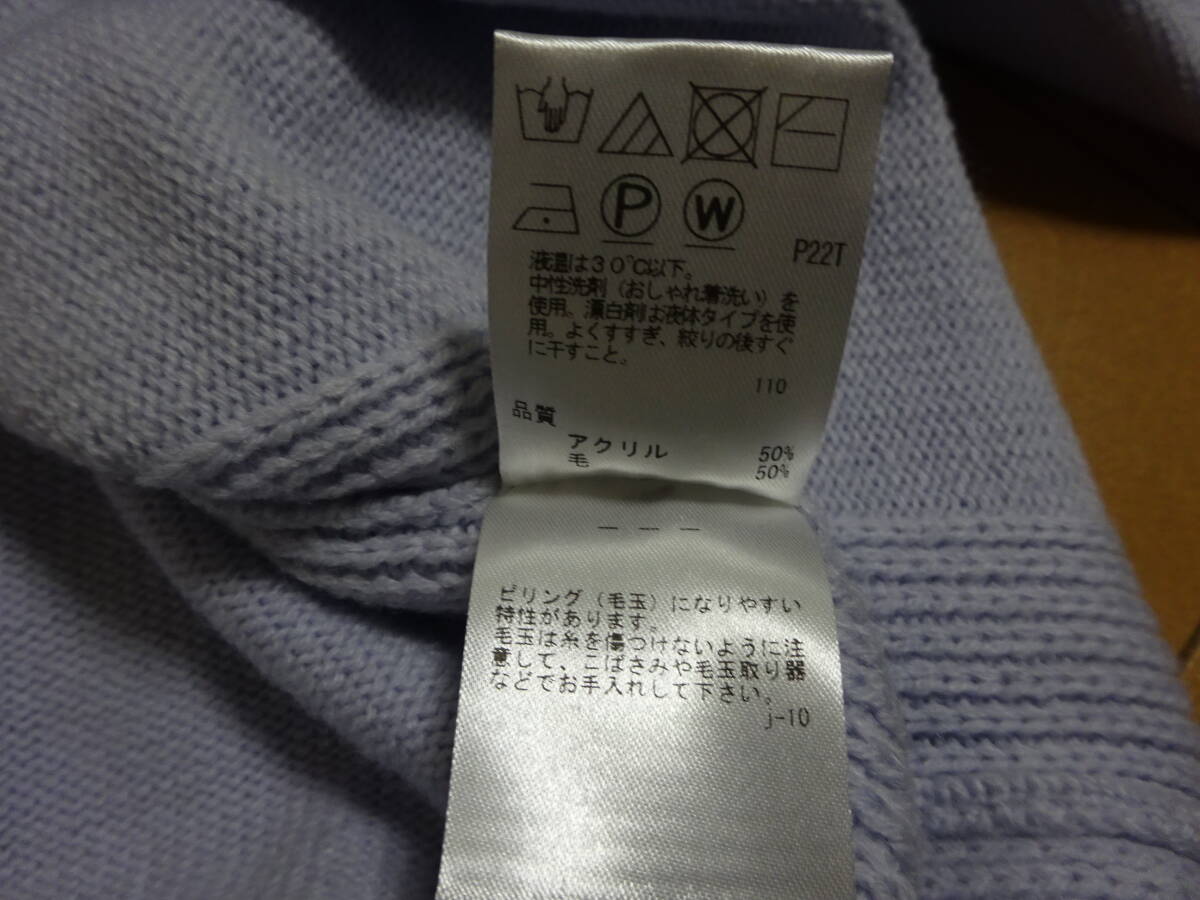 P W
P22T
液温は30℃以下。
中性洗剤（おしゃれ着洗い）を
使用。漂白剤は液体タイプを使
用。よくすすぎ、絞りの後すぐ
に干すこと。
110
品質
アクリル 50%
毛 50%
ピリング（毛玉）になりやすい
特性があります。
毛玉は糸を傷つけないように注
意して、こばさみや毛玉取り器
などでお手入れして下さい。
j-10